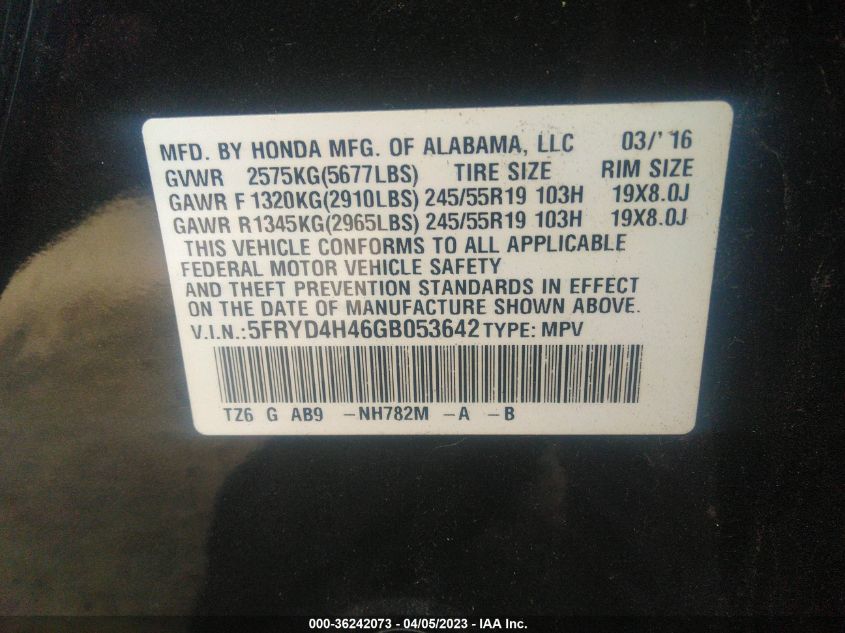 MFD. BY HONDA MFG. OF ALABAMA, LLC 03/'16
GVWR 2575KG(5677LBS) TIRE SIZE RIM SIZE
GAWR F 1320KG(2910LBS) 245/55R19 103H 19X8.0J
GAWR R1345KG(2965LBS) 245/55R19 103H 19X8.0J
THIS VEHICLE CONFORMS TO ALL APPLICABLE
FEDERAL MOTOR VEHICLE SAFETY
AND THEFT PREVENTION STANDARDS IN EFFECT
ON THE DATE OF MANUFACTURE SHOWN ABOVE.
V.I.N.:5FRYD4H46GB053642 TYPE: MPV
TZ6 G AB9 -NH782M -A -B
000-36242073 - 04/05/2023 - IAA Inc.